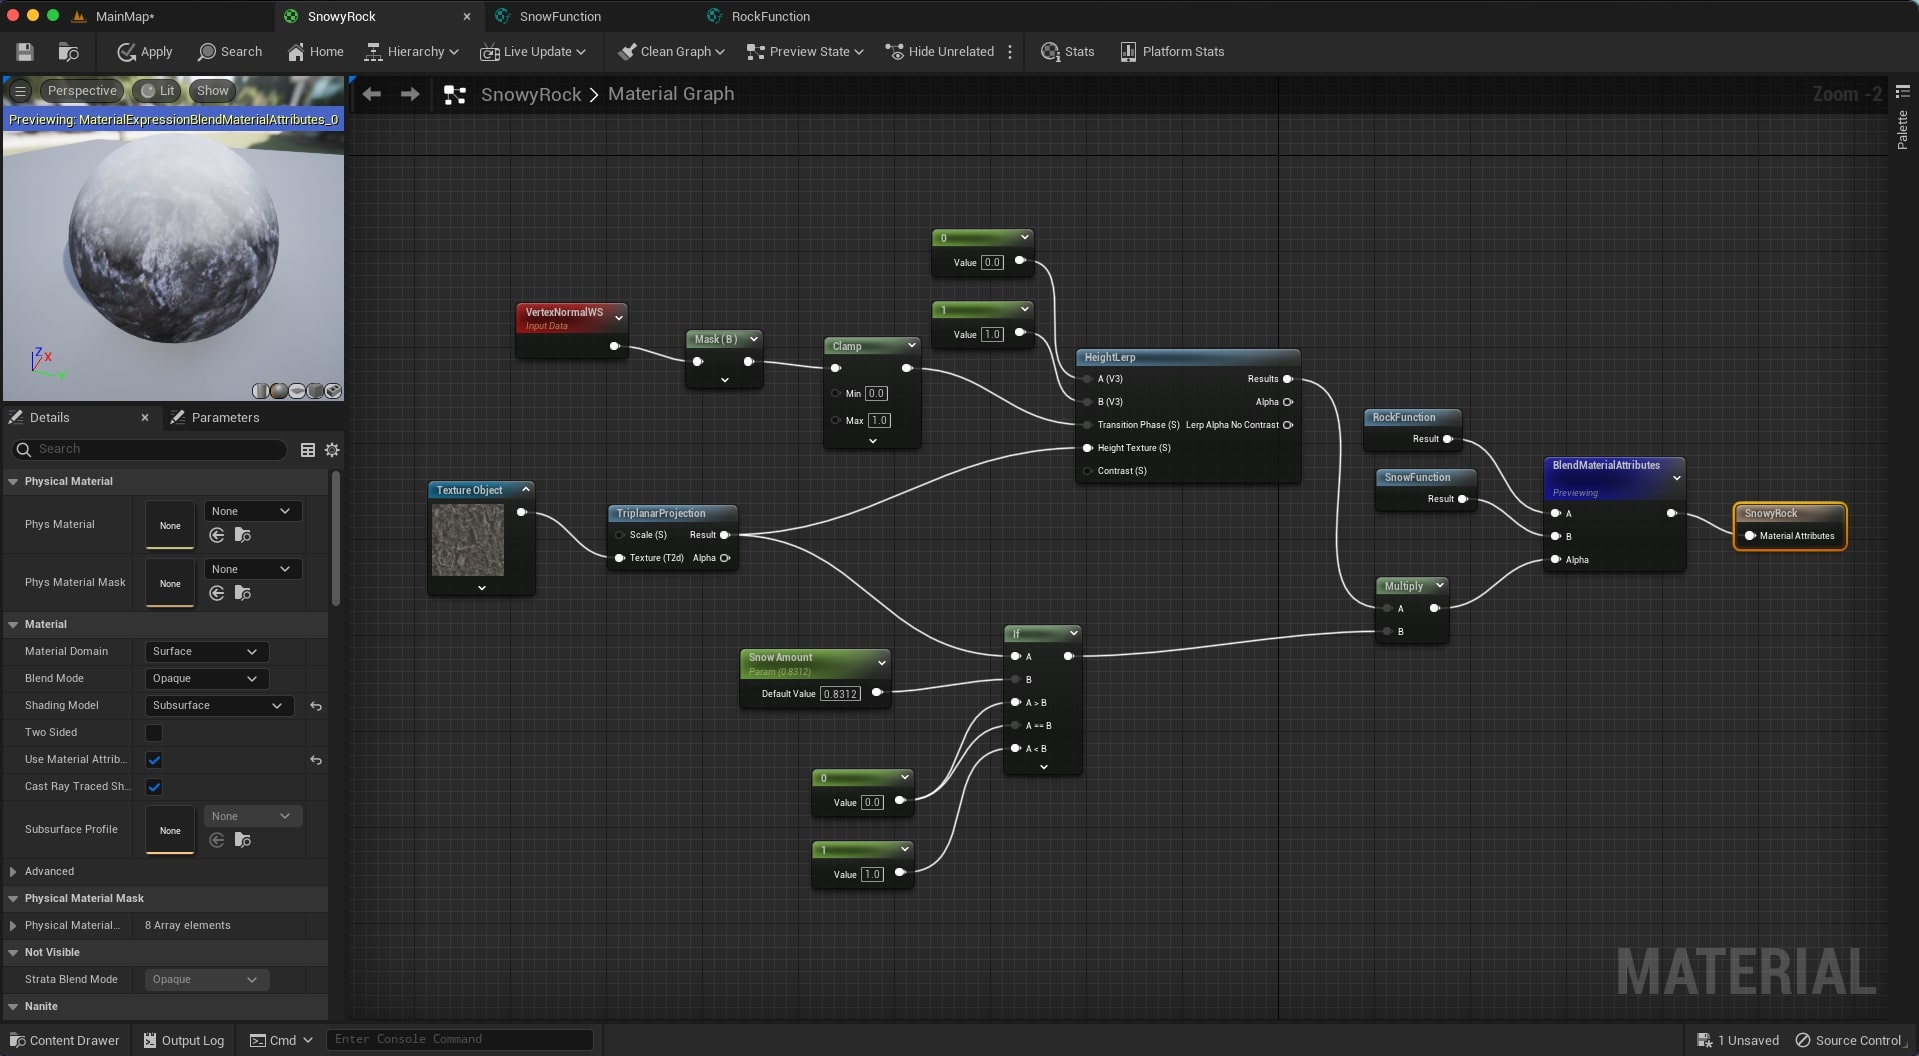 MainMap*
SnowyRock
SnowFunction
RockFunction
Apply
Search
Home
Hierarchy
Live Update
Clean Graph
Preview State
Hide Unrelated
Stats
Platform Stats
Perspective
Lit
Show
Previewing: MaterialExpressionBlendMaterialAttributes_0
Z
X
Y
SnowyRock > Material Graph
Zoom -2
Palette
Details
Parameters
Search
Physical Material
Phys Material
None
None
Phys Material Mask
None
None
Material
Material Domain
Surface
Blend Mode
Opaque
Shading Model
Subsurface
Two Sided
Use Material Attrib...
Cast Ray Traced Sh...
Subsurface Profile
None
None
Advanced
Physical Material Mask
Physical Material...
8 Array elements
Not Visible
Strata Blend Mode
Opaque
Nanite
0
Value 0.0
1
Value 1.0
VertexNormalWS
Input Data
Mask ( B )
Clamp
Min 0.0
Max 1.0
HeightLerp
A (V3)
Results
B (V3)
Alpha
Transition Phase (S)
Lerp Alpha No Contrast
Height Texture (S)
Contrast (S)
Texture Object
TriplanarProjection
Scale (S)
Result
Texture (T2d)
Alpha
RockFunction
Result
SnowFunction
Result
BlendMaterialAttributes
Previewing
A
B
Alpha
SnowyRock
Material Attributes
Multiply
A
B
If
A
B
A > B
A == B
A < B
Snow Amount
Param (0.8312)
Default Value 0.8312
0
Value 0.0
1
Value 1.0
MATERIAL
Content Drawer
Output Log
Cmd
Enter Console Command
1 Unsaved
Source Control